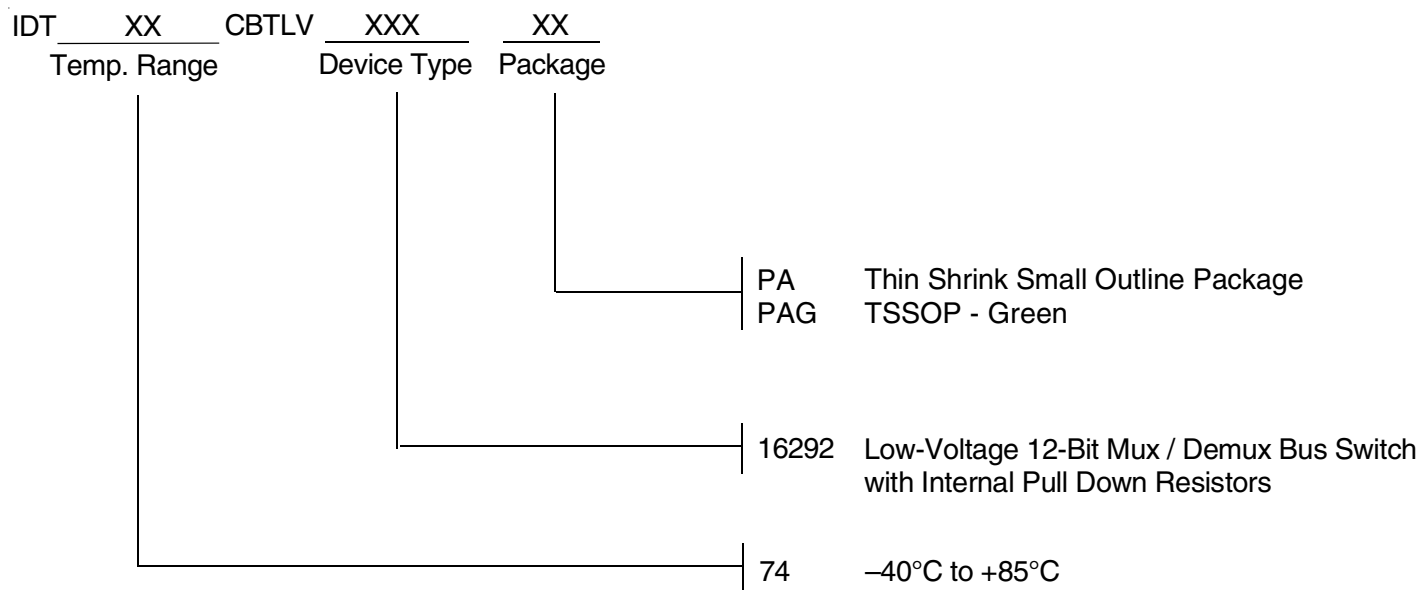 IDT XX CBTLV XXX XX
Temp. Range Device Type Package
PA Thin Shrink Small Outline Package
PAG TSSOP - Green
16292 Low-Voltage 12-Bit Mux / Demux Bus Switch
with Internal Pull Down Resistors
74 –40°C to +85°C